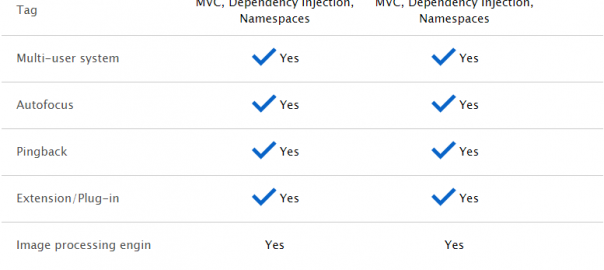 Tag MVC, Dependency Injection, MVC, Dependency Injection,
Namespaces Namespaces
Multi-user system Yes Yes
Autofocus Yes Yes
Pingback Yes Yes
Extension/Plug-in Yes Yes
Image processing engin Yes Yes